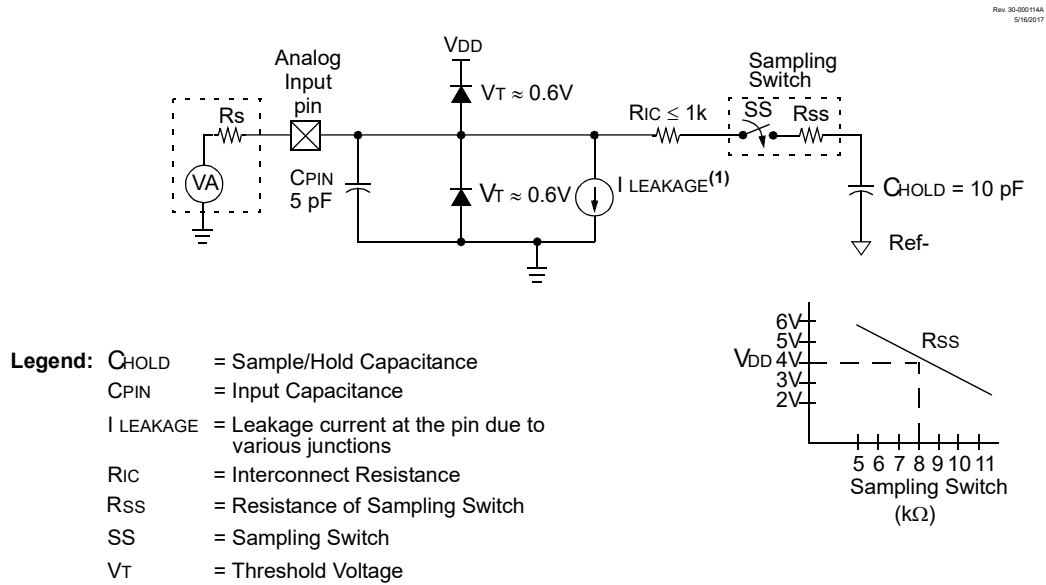 Rev. 30-000114A
5/16/2017
VDD
Analog
Input
pin
Sampling
Switch
VT ≈ 0.6V
Rs
RIC ≤ 1k
SS
Rss
VA
CPIN
5 pF
VT ≈ 0.6V
I LEAKAGE(1)
CHOLD = 10 pF
Ref-
Legend: CHOLD = Sample/Hold Capacitance
CPIN = Input Capacitance
I LEAKAGE = Leakage current at the pin due to
various junctions
RIC = Interconnect Resistance
RSS = Resistance of Sampling Switch
SS = Sampling Switch
VT = Threshold Voltage
6V
5V
VDD 4V
3V
2V
RSS
5 6 7 8 9 10 11
Sampling Switch
(kΩ)